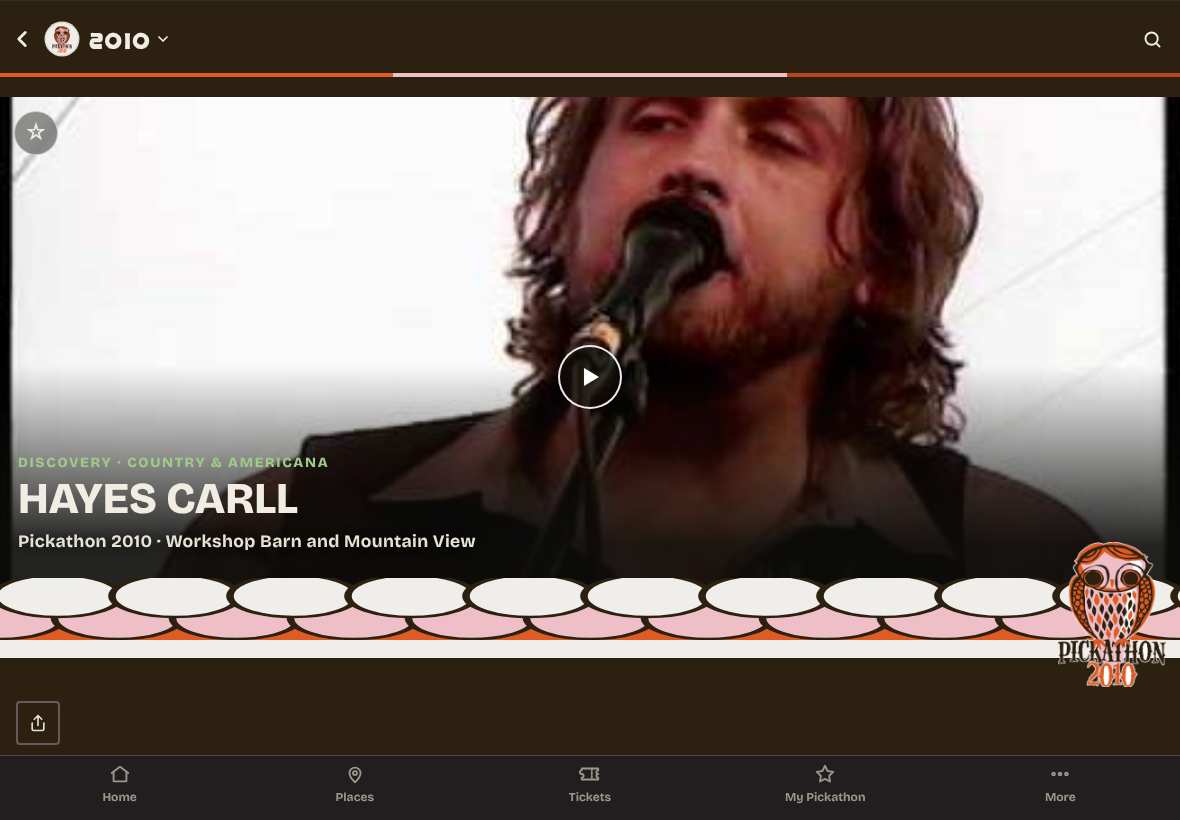 2010
DISCOVERY · COUNTRY & AMERICANA
HAYES CARLL
Pickathon 2010 · Workshop Barn and Mountain View
PICKATHON
2010
Home
Places
Tickets
My Pickathon
More